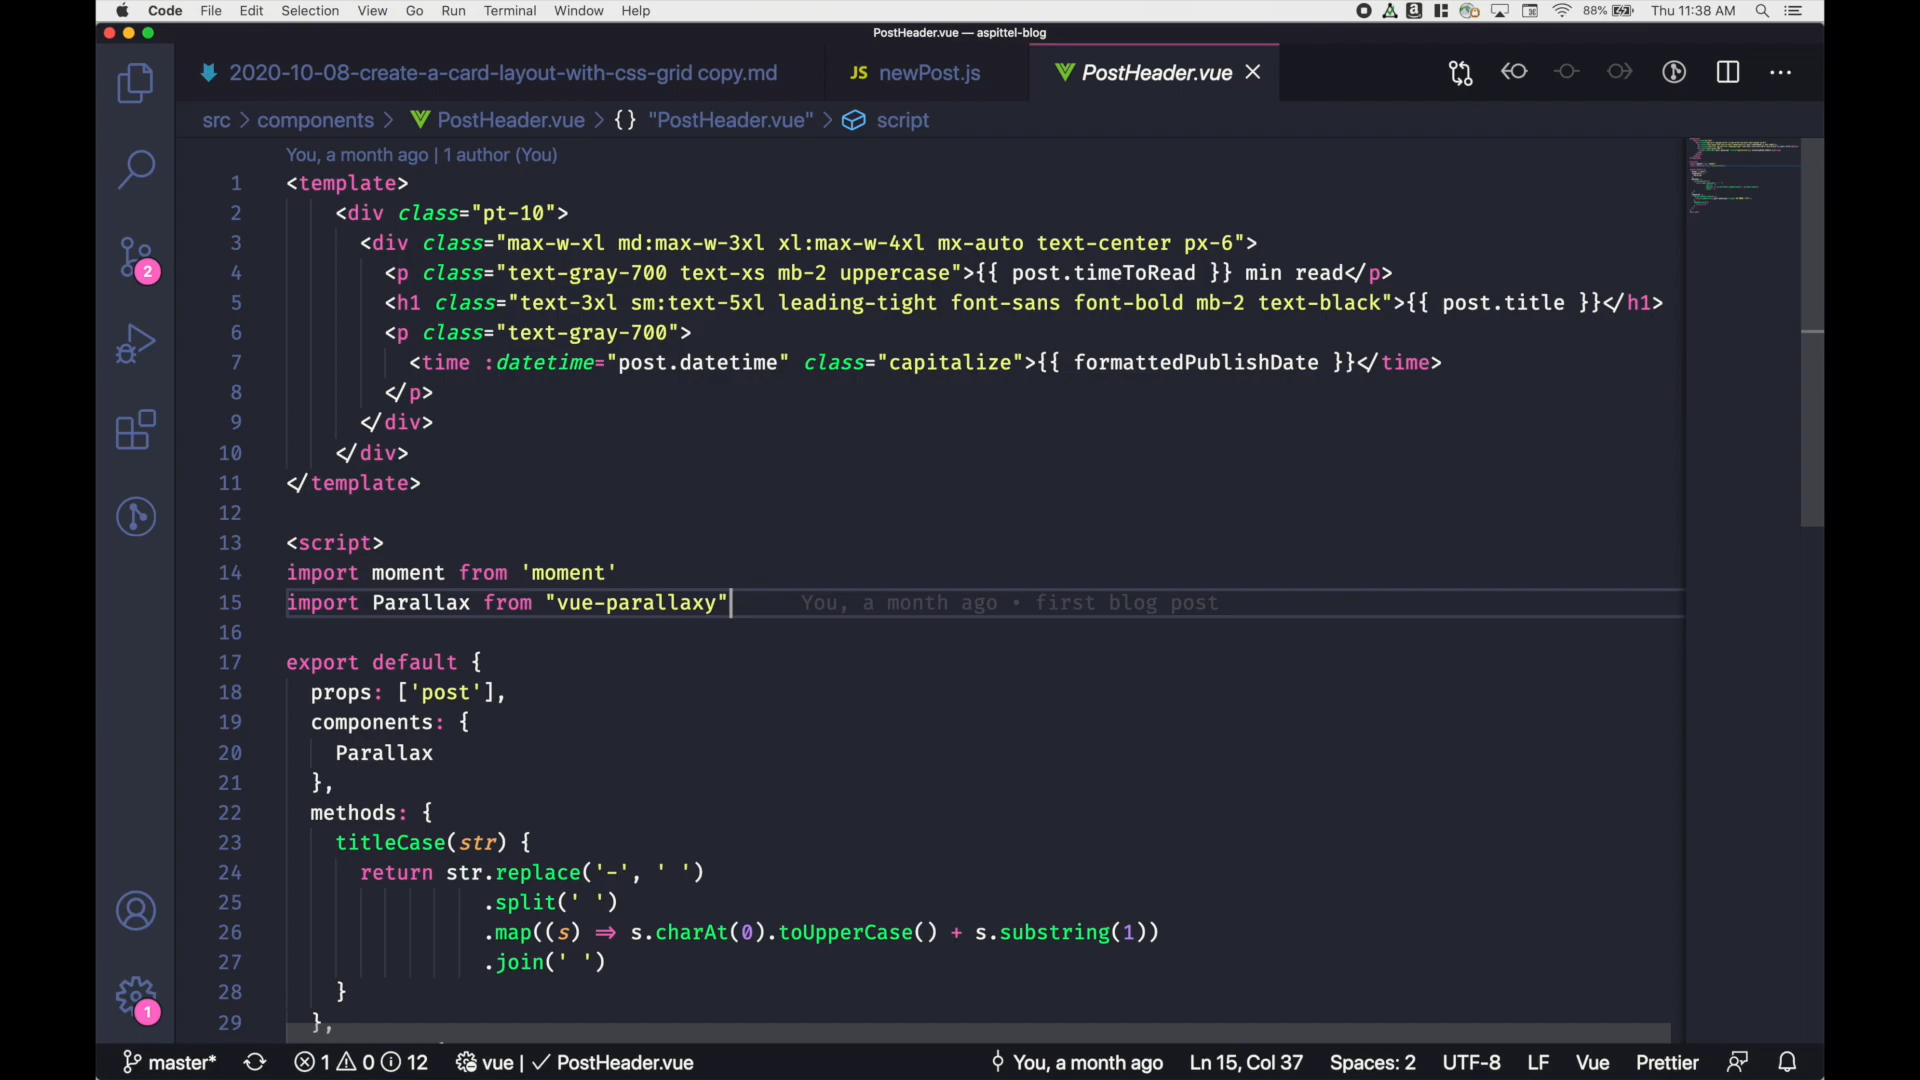 Code File Edit Selection View Go Run Terminal Window Help 88% Thu 11:38 AM
PostHeader.vue — aspittel-blog
2020-10-08-create-a-card-layout-with-css-grid copy.md JS newPost.js PostHeader.vue
src > components > PostHeader.vue > {} "PostHeader.vue" > script
You, a month ago | 1 author (You)
1 <template>
2 <div class="pt-10">
3 <div class="max-w-xl md:max-w-3xl xl:max-w-4xl mx-auto text-center px-6">
4 <p class="text-gray-700 text-xs mb-2 uppercase">{{ post.timeToRead }} min read</p>
5 <h1 class="text-3xl sm:text-5xl leading-tight font-sans font-bold mb-2 text-black">{{ post.title }}</h1>
6 <p class="text-gray-700">
7 <time :datetime="post.datetime" class="capitalize">{{ formattedPublishDate }}</time>
8 </p>
9 </div>
10 </div>
11 </template>
12
13 <script>
14 import moment from 'moment'
15 import Parallax from "vue-parallaxy" You, a month ago • first blog post
16
17 export default {
18 props: ['post'],
19 components: {
20 Parallax
21 },
22 methods: {
23 titleCase(str) {
24 return str.replace('-', ' ')
25 .split(' ')
26 .map((s) => s.charAt(0).toUpperCase() + s.substring(1))
27 .join(' ')
28 }
29 },
2
1
master* 1 0 12 vue | ✓ PostHeader.vue You, a month ago Ln 15, Col 37 Spaces: 2 UTF-8 LF Vue Prettier